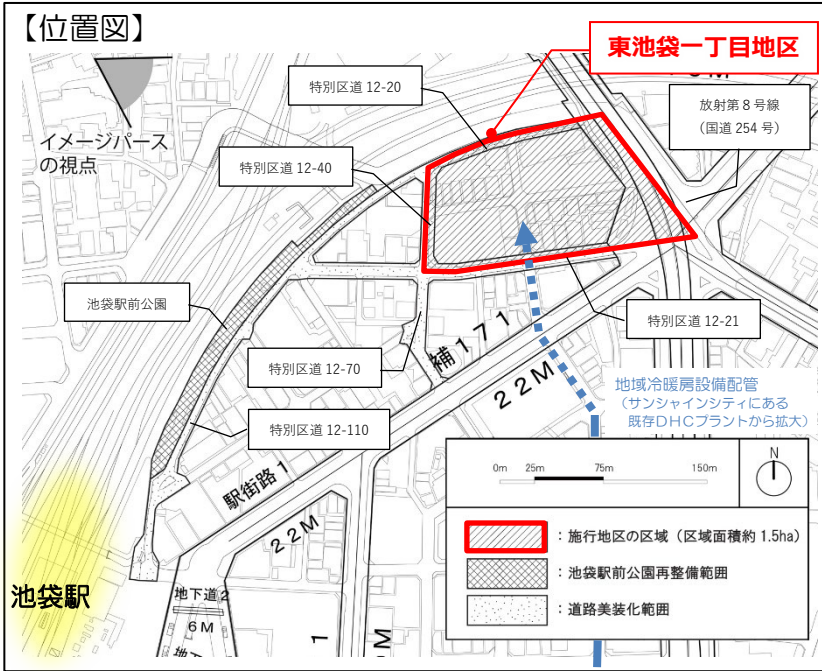 【位置図】
東池袋一丁目地区
特別区道 12-20
放射第８号線
(国道 254 号)
イメージパース
の視点
特別区道 12-40
池袋駅前公園
特別区道 12-21
特別区道 12-70
補１７１
２２Ｍ
地域冷暖房設備配管
(サンシャインシティにある
既存ＤＨＣプラントから拡大)
特別区道 12-110
駅街路１
２２Ｍ
0m 25m 75m 150m
N
：施行地区の区域（区域面積約 1.5ha）
：池袋駅前公園再整備範囲
：道路美装化範囲
池袋駅
地下道２
６Ｍ